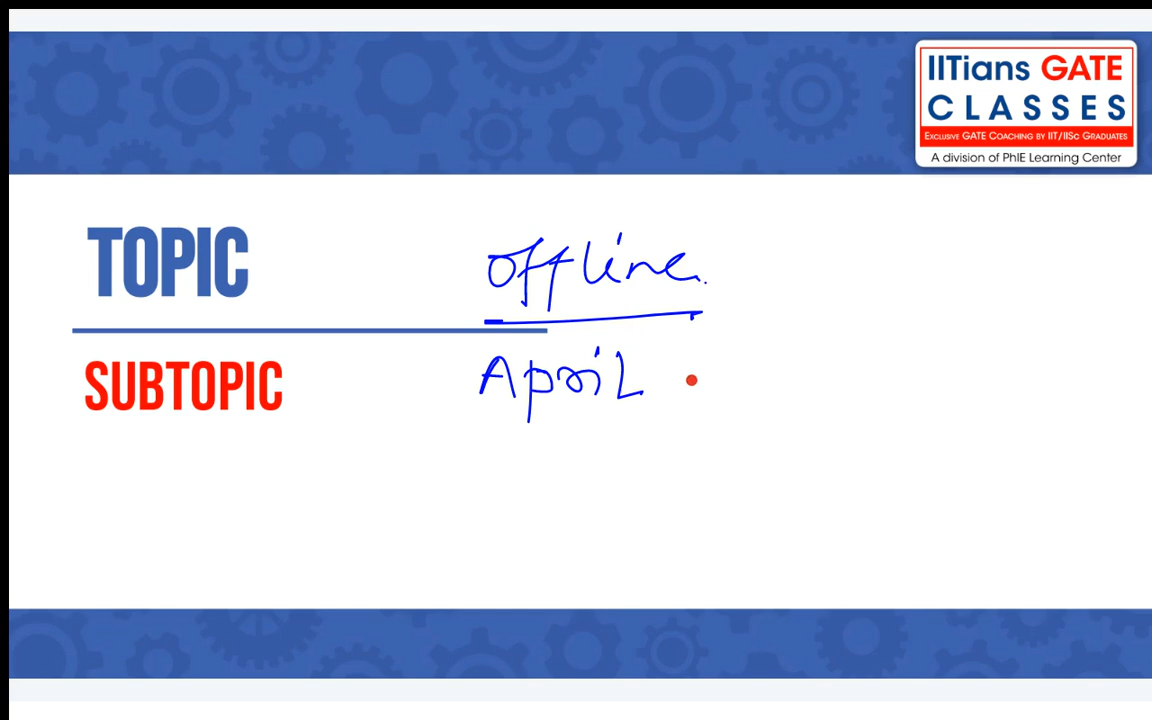 IITians GATE
CLASSES
EXCLUSIVE GATE COACHING BY IIT/IISC GRADUATES
A division of PhIE Learning Center
TOPIC
offline.
SUBTOPIC
April